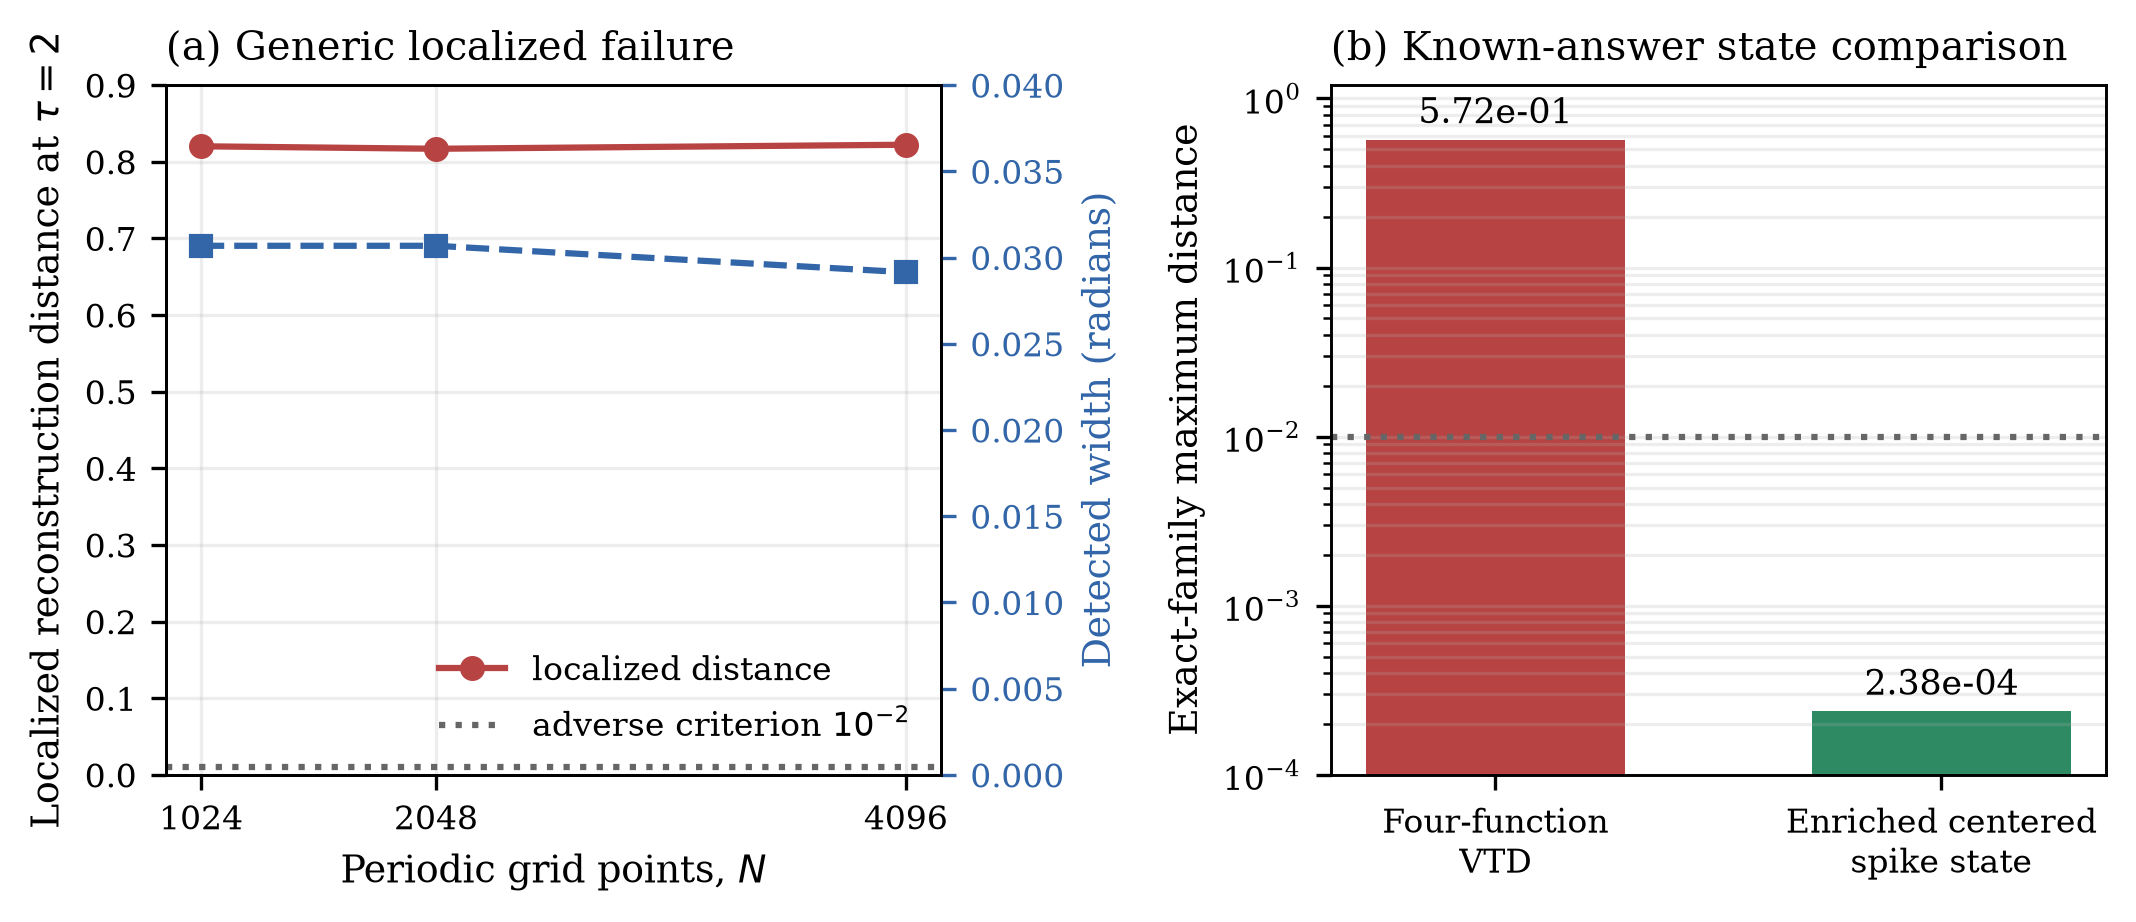 (a) Generic localized failure
Localized reconstruction distance at τ = 2
0.9
0.8
0.7
0.6
0.5
0.4
0.3
0.2
0.1
0.0
0.040
0.035
0.030
0.025
0.020
0.015
0.010
0.005
0.000
Detected width (radians)
localized distance
adverse criterion 10⁻²
1024
2048
4096
Periodic grid points, N
(b) Known-answer state comparison
Exact-family maximum distance
10⁰
10⁻¹
10⁻²
10⁻³
10⁻⁴
5.72e-01
2.38e-04
Four-function
VTD
Enriched centered
spike state